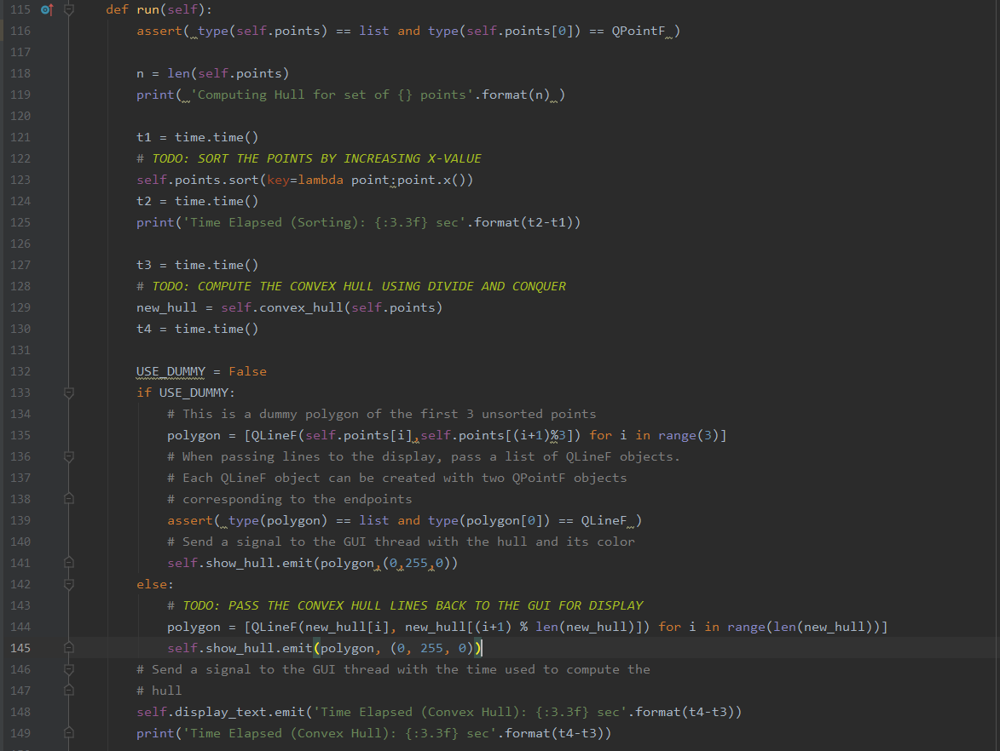 115 def run(self):
116 assert( type(self.points) == list and type(self.points[0]) == QPointF )
117
118 n = len(self.points)
119 print( 'Computing Hull for set of {} points'.format(n) )
120
121 t1 = time.time()
122 # TODO: SORT THE POINTS BY INCREASING X-VALUE
123 self.points.sort(key=lambda point:point.x())
124 t2 = time.time()
125 print('Time Elapsed (Sorting): {:3.3f} sec'.format(t2-t1))
126
127 t3 = time.time()
128 # TODO: COMPUTE THE CONVEX HULL USING DIVIDE AND CONQUER
129 new_hull = self.convex_hull(self.points)
130 t4 = time.time()
131
132 USE_DUMMY = False
133 if USE_DUMMY:
134 # This is a dummy polygon of the first 3 unsorted points
135 polygon = [QLineF(self.points[i],self.points[(i+1)%3]) for i in range(3)]
136 # When passing lines to the display, pass a list of QLineF objects.
137 # Each QLineF object can be created with two QPointF objects
138 # corresponding to the endpoints
139 assert( type(polygon) == list and type(polygon[0]) == QLineF )
140 # Send a signal to the GUI thread with the hull and its color
141 self.show_hull.emit(polygon,(0,255,0))
142 else:
143 # TODO: PASS THE CONVEX HULL LINES BACK TO THE GUI FOR DISPLAY
144 polygon = [QLineF(new_hull[i], new_hull[(i+1) % len(new_hull)]) for i in range(len(new_hull))]
145 self.show_hull.emit(polygon, (0, 255, 0))
146 # Send a signal to the GUI thread with the time used to compute the
147 # hull
148 self.display_text.emit('Time Elapsed (Convex Hull): {:3.3f} sec'.format(t4-t3))
149 print('Time Elapsed (Convex Hull): {:3.3f} sec'.format(t4-t3))